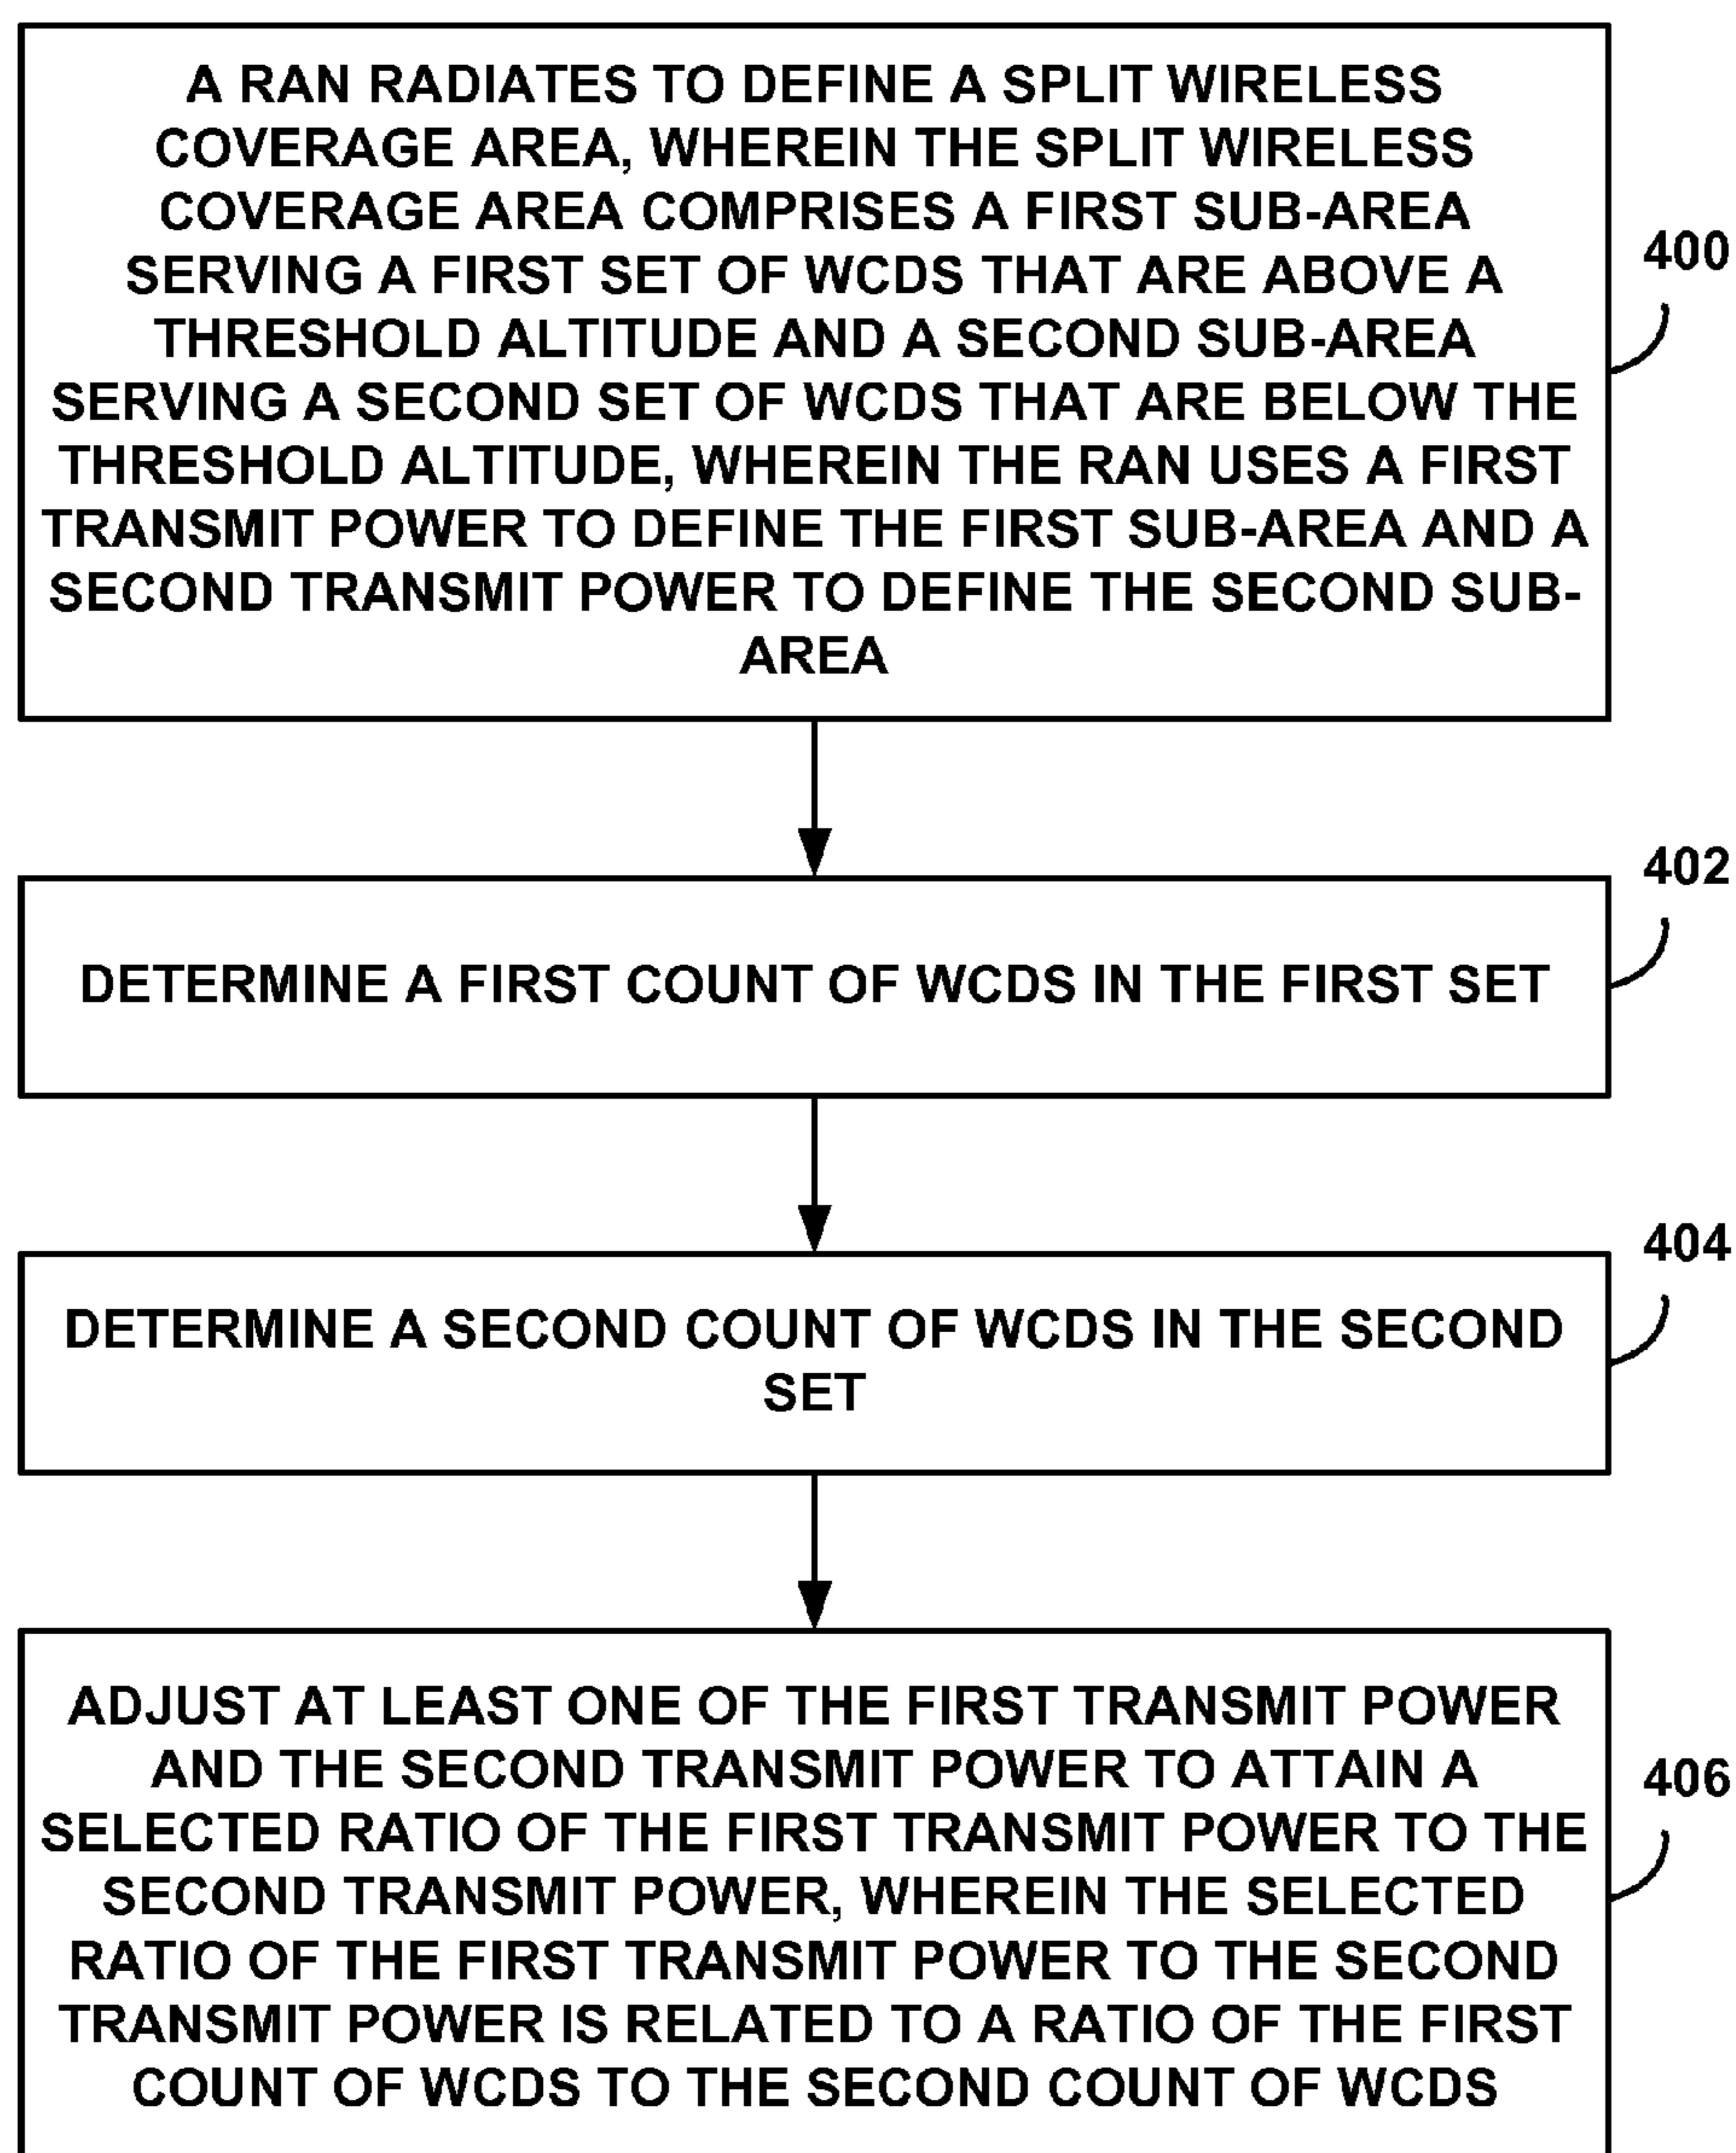 A RAN RADIATES TO DEFINE A SPLIT WIRELESS
COVERAGE AREA, WHEREIN THE SPLIT WIRELESS
COVERAGE AREA COMPRISES A FIRST SUB-AREA
SERVING A FIRST SET OF WCDS THAT ARE ABOVE A
THRESHOLD ALTITUDE AND A SECOND SUB-AREA
SERVING A SECOND SET OF WCDS THAT ARE BELOW THE
THRESHOLD ALTITUDE, WHEREIN THE RAN USES A FIRST
TRANSMIT POWER TO DEFINE THE FIRST SUB-AREA AND A
SECOND TRANSMIT POWER TO DEFINE THE SECOND SUB-
AREA
400
DETERMINE A FIRST COUNT OF WCDS IN THE FIRST SET
402
DETERMINE A SECOND COUNT OF WCDS IN THE SECOND
SET
404
ADJUST AT LEAST ONE OF THE FIRST TRANSMIT POWER
AND THE SECOND TRANSMIT POWER TO ATTAIN A
SELECTED RATIO OF THE FIRST TRANSMIT POWER TO THE
SECOND TRANSMIT POWER, WHEREIN THE SELECTED
RATIO OF THE FIRST TRANSMIT POWER TO THE SECOND
TRANSMIT POWER IS RELATED TO A RATIO OF THE FIRST
COUNT OF WCDS TO THE SECOND COUNT OF WCDS
406